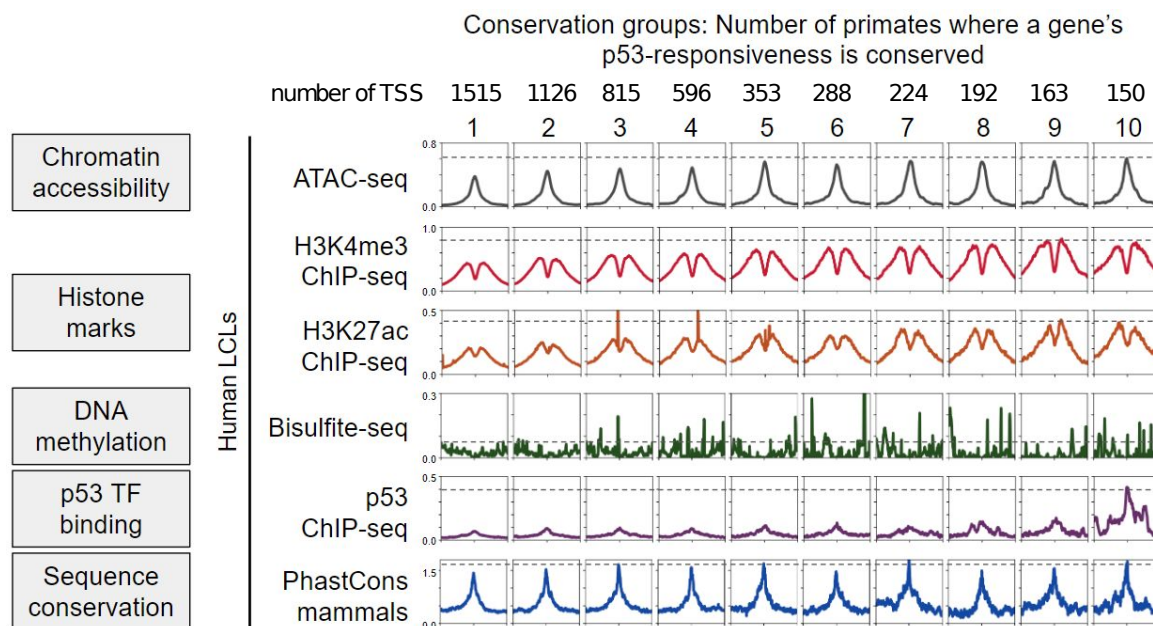 Conservation groups: Number of primates where a gene's
p53-responsiveness is conserved
number of TSS 1515 1126 815 596 353 288 224 192 163 150
1 2 3 4 5 6 7 8 9 10
Chromatin
accessibility
Histone
marks
DNA
methylation
p53 TF
binding
Sequence
conservation
Human LCLs
ATAC-seq
0.8
0.0
H3K4me3
ChIP-seq
1.0
0.0
H3K27ac
ChIP-seq
0.5
0.0
Bisulfite-seq
0.3
0.0
p53
ChIP-seq
0.5
0.0
PhastCons
mammals
1.5
0.0